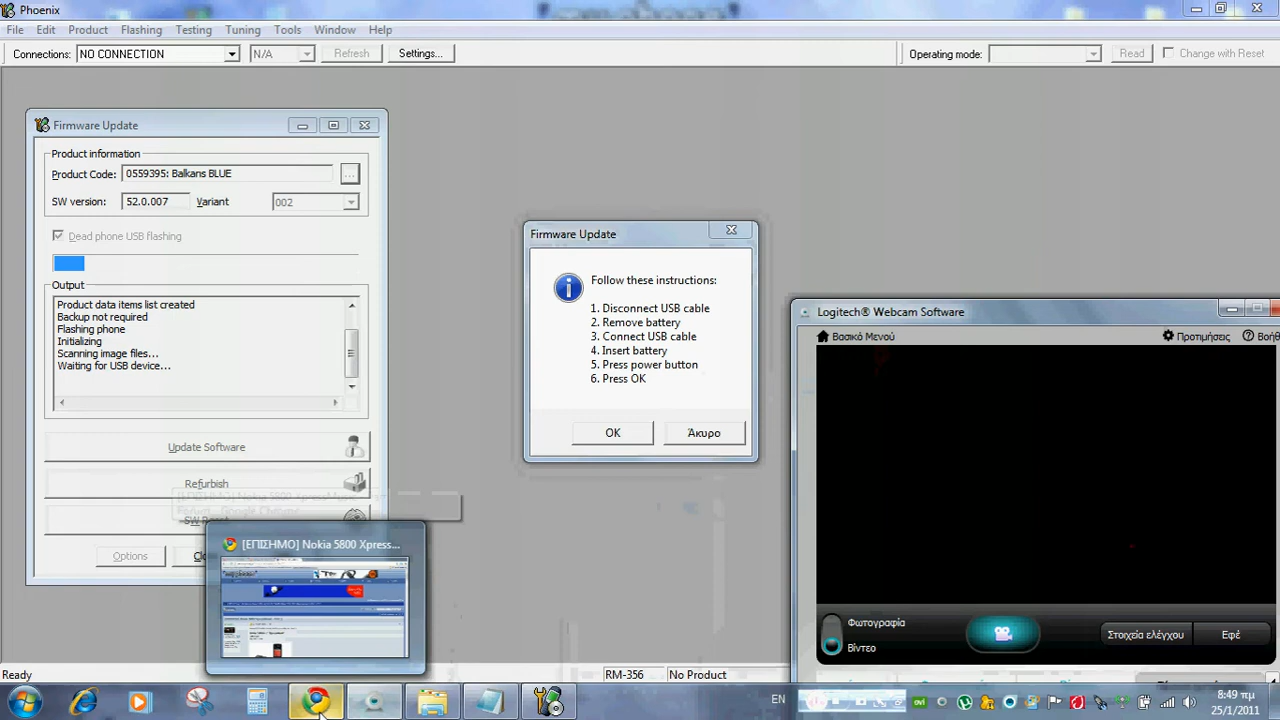 Phoenix
File Edit Product Flashing Testing Tuning Tools Window Help
Connections: NO CONNECTION N/A Refresh Settings... Operating mode: Read Change with Reset
Firmware Update
Product information
Product Code: 0559395: Balkans BLUE ...
SW version: 52.0.007 Variant 002
Dead phone USB flashing
Output
Product data items list created
Backup not required
Flashing phone
Initializing
Scanning image files...
Waiting for USB device...
Update Software
Refurbish
Options
Firmware Update
Follow these instructions:
1. Disconnect USB cable
2. Remove battery
3. Connect USB cable
4. Insert battery
5. Press power button
6. Press OK
OK Άκυρο
Logitech® Webcam Software
Βασικό Μενού Προτιμήσεις Βοήθ
Φωτογραφία
Βίντεο
Στοιχεία ελέγχου Εφέ
[ΕΠΙΣΗΜΟ] Nokia 5800 Xpress...
Ready RM-356 No Product
EN
8:49 πμ
25/1/2011